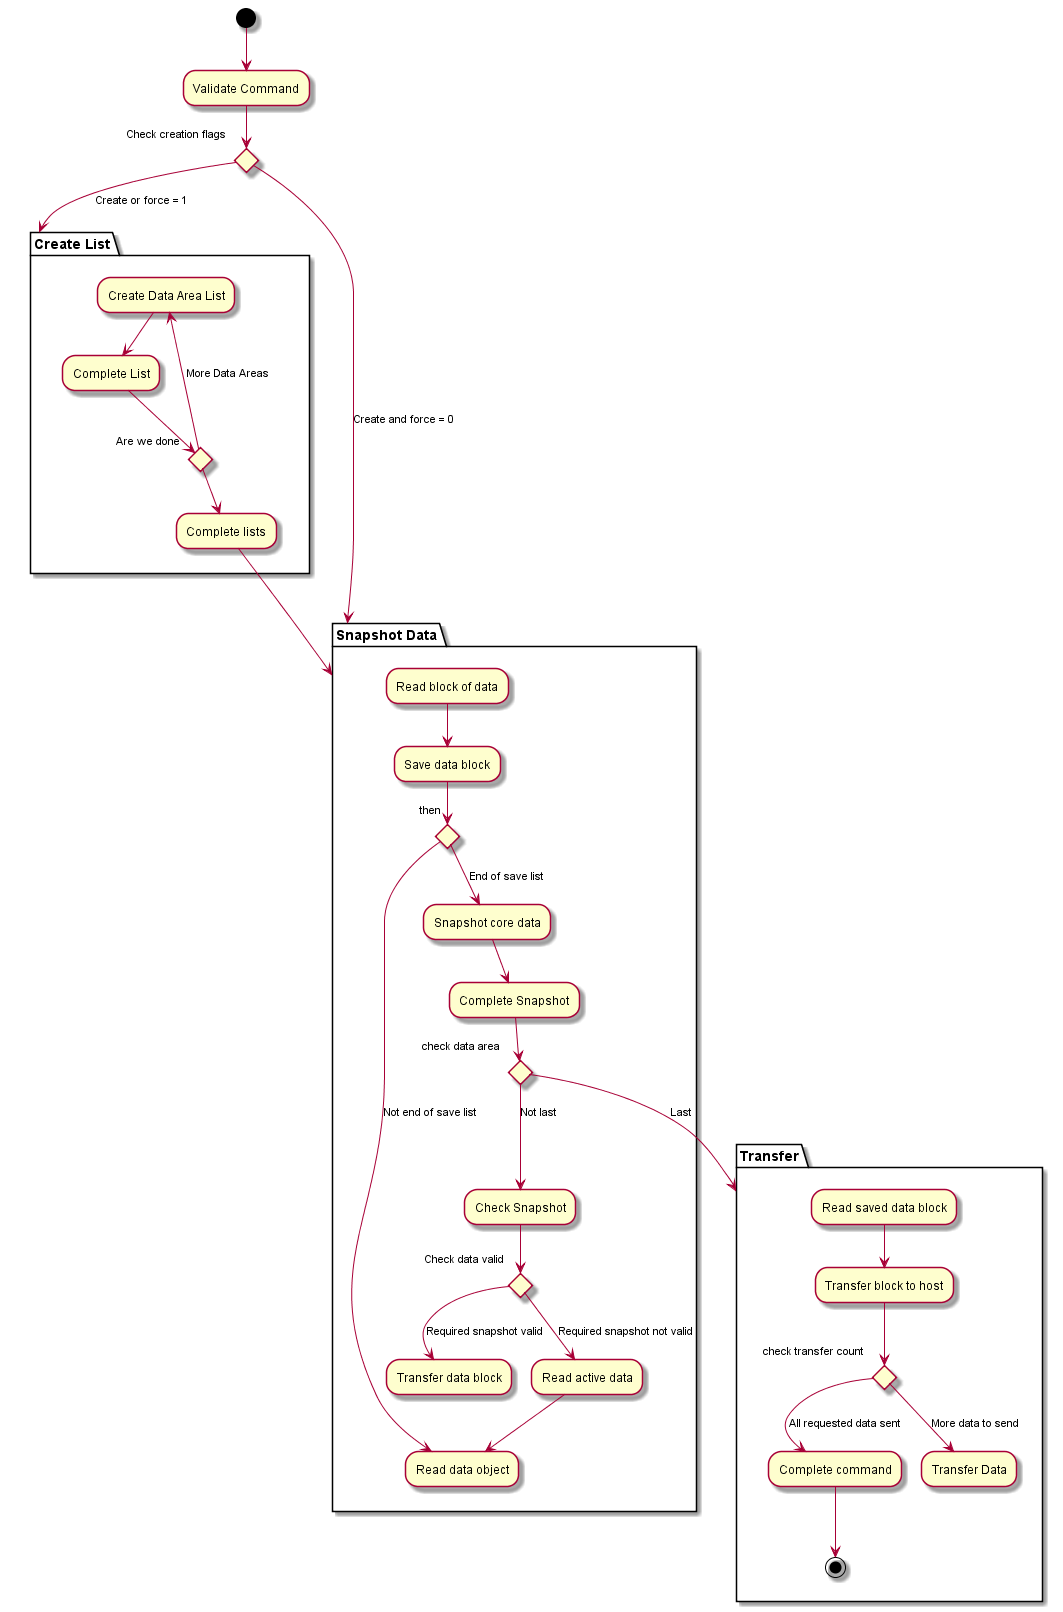 Validate Command
Check creation flags
Create or force = 1
Create List
Create Data Area List
Complete List
More Data Areas
Create and force = 0
Are we done
Complete lists
Snapshot Data
Read block of data
Save data block
then
End of save list
Snapshot core data
Complete Snapshot
check data area
Not end of save list
Not last
Last
Transfer
Check Snapshot
Read saved data block
Check data valid
Transfer block to host
Required snapshot valid
Required snapshot not valid
check transfer count
Transfer data block
Read active data
All requested data sent
More data to send
Read data object
Complete command
Transfer Data